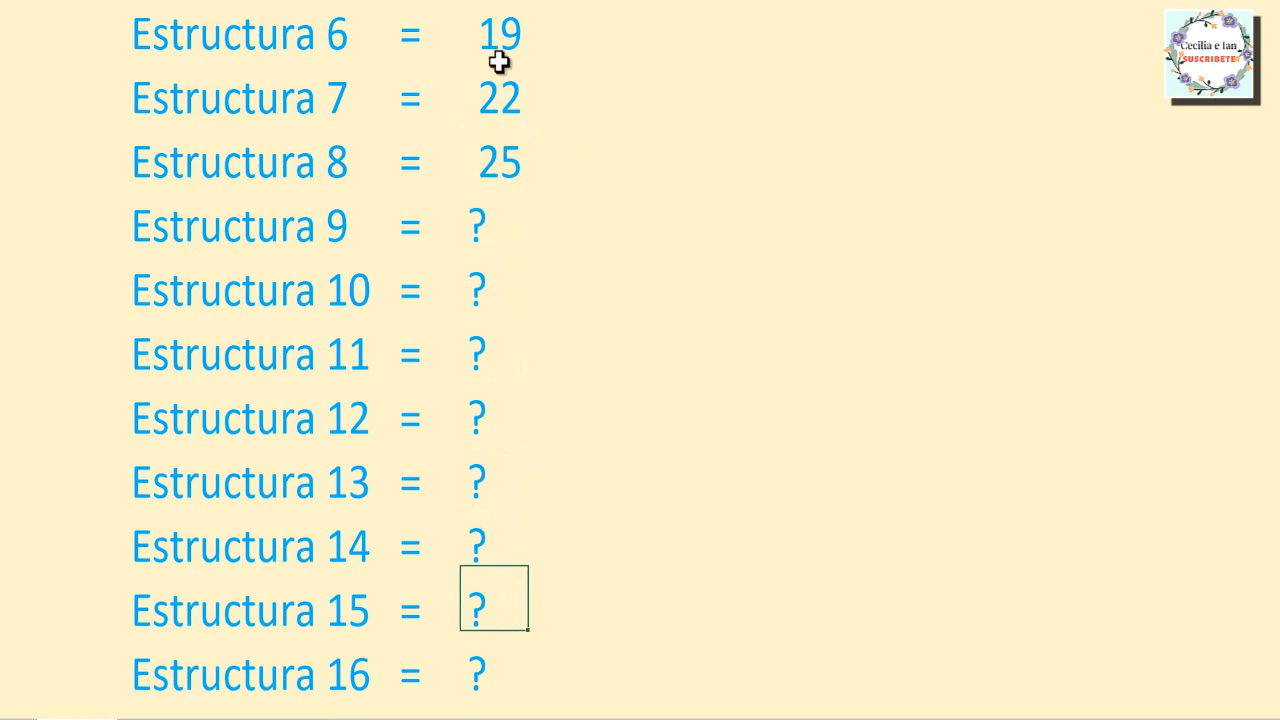 Estructura 6 = 19
Estructura 7 = 22
Estructura 8 = 25
Estructura 9 = ?
Estructura 10 = ?
Estructura 11 = ?
Estructura 12 = ?
Estructura 13 = ?
Estructura 14 = ?
Estructura 15 = ?
Estructura 16 = ?
Cecilia e Ian
SUSCRIBETE